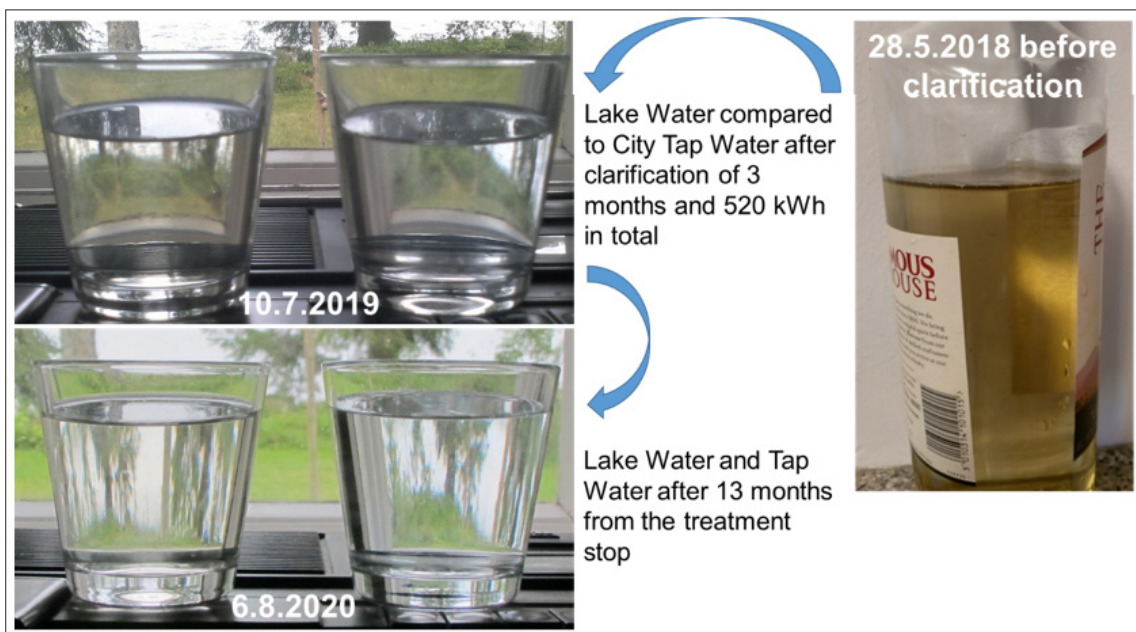 28.5.2018 before
clarification
Lake Water compared
to City Tap Water after
clarification of 3
months and 520 kWh
in total
10.7.2019
Lake Water and Tap
Water after 13 months
from the treatment
stop
6.8.2020
MOUS
OUSE
THE